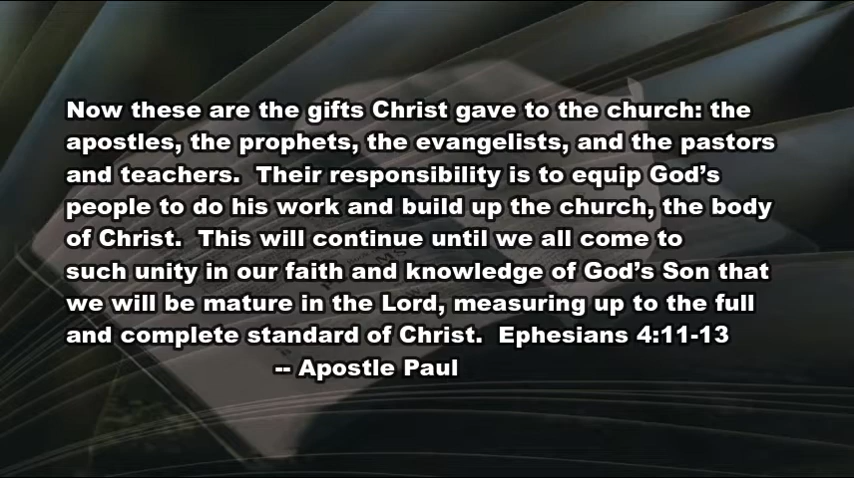 Now these are the gifts Christ gave to the church: the
apostles, the prophets, the evangelists, and the pastors
and teachers.  Their responsibility is to equip God’s
people to do his work and build up the church, the body
of Christ.  This will continue until we all come to
such unity in our faith and knowledge of God’s Son that
we will be mature in the Lord, measuring up to the full
and complete standard of Christ.  Ephesians 4:11-13
-- Apostle Paul